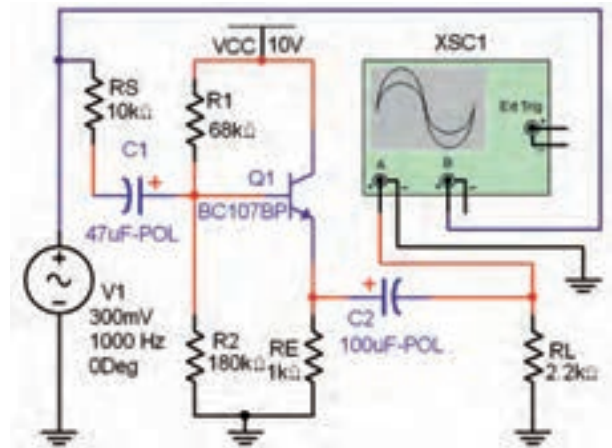 VCC 10V
XSC1
RS
10kΩ
R1
68kΩ
Ext Trig
+
C1
+
A
B
+
-
+
-
Q1
BC107BP
47uF-POL
+
~
-
V1
300mV
1000 Hz
0Deg
+
C2
100uF-POL
R2
180kΩ
RE
1kΩ
RL
2.2kΩ